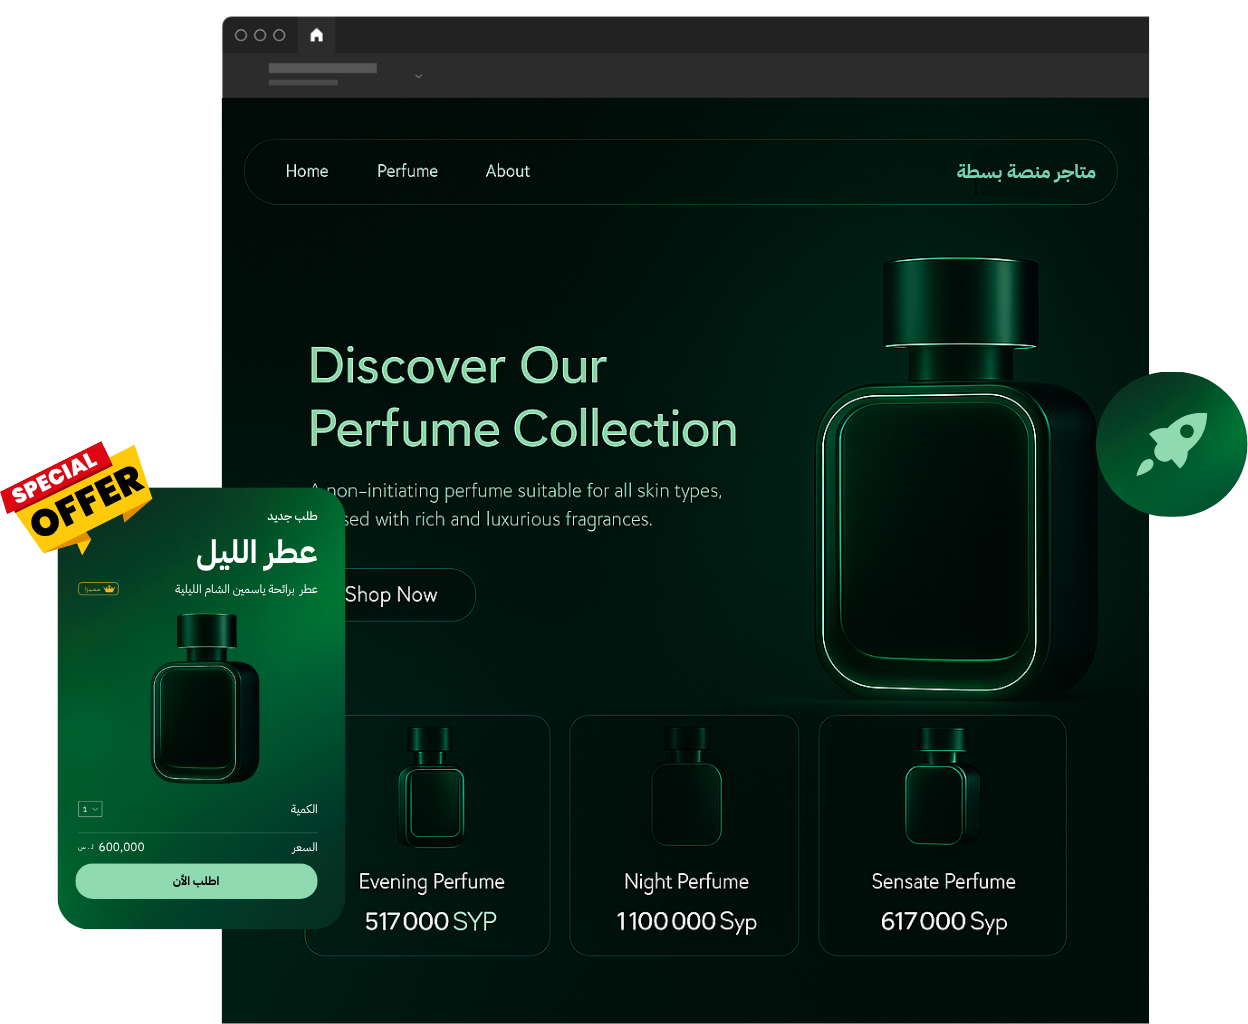 Home
Perfume
About
متاجر منصة بسطة
Discover Our
Perfume Collection
A non-initiating perfume suitable for all skin types,
sed with rich and luxurious fragrances.
Shop Now
SPECIAL
OFFER
طلب جديد
عطر الليل
عطر برائحة ياسمين الشام الليلية
مميز!
الكمية
1
السعر
600,000 ل.س
اطلب الأن
Evening Perfume
517 000 SYP
Night Perfume
1 100 000 Syp
Sensate Perfume
617 000 Syp